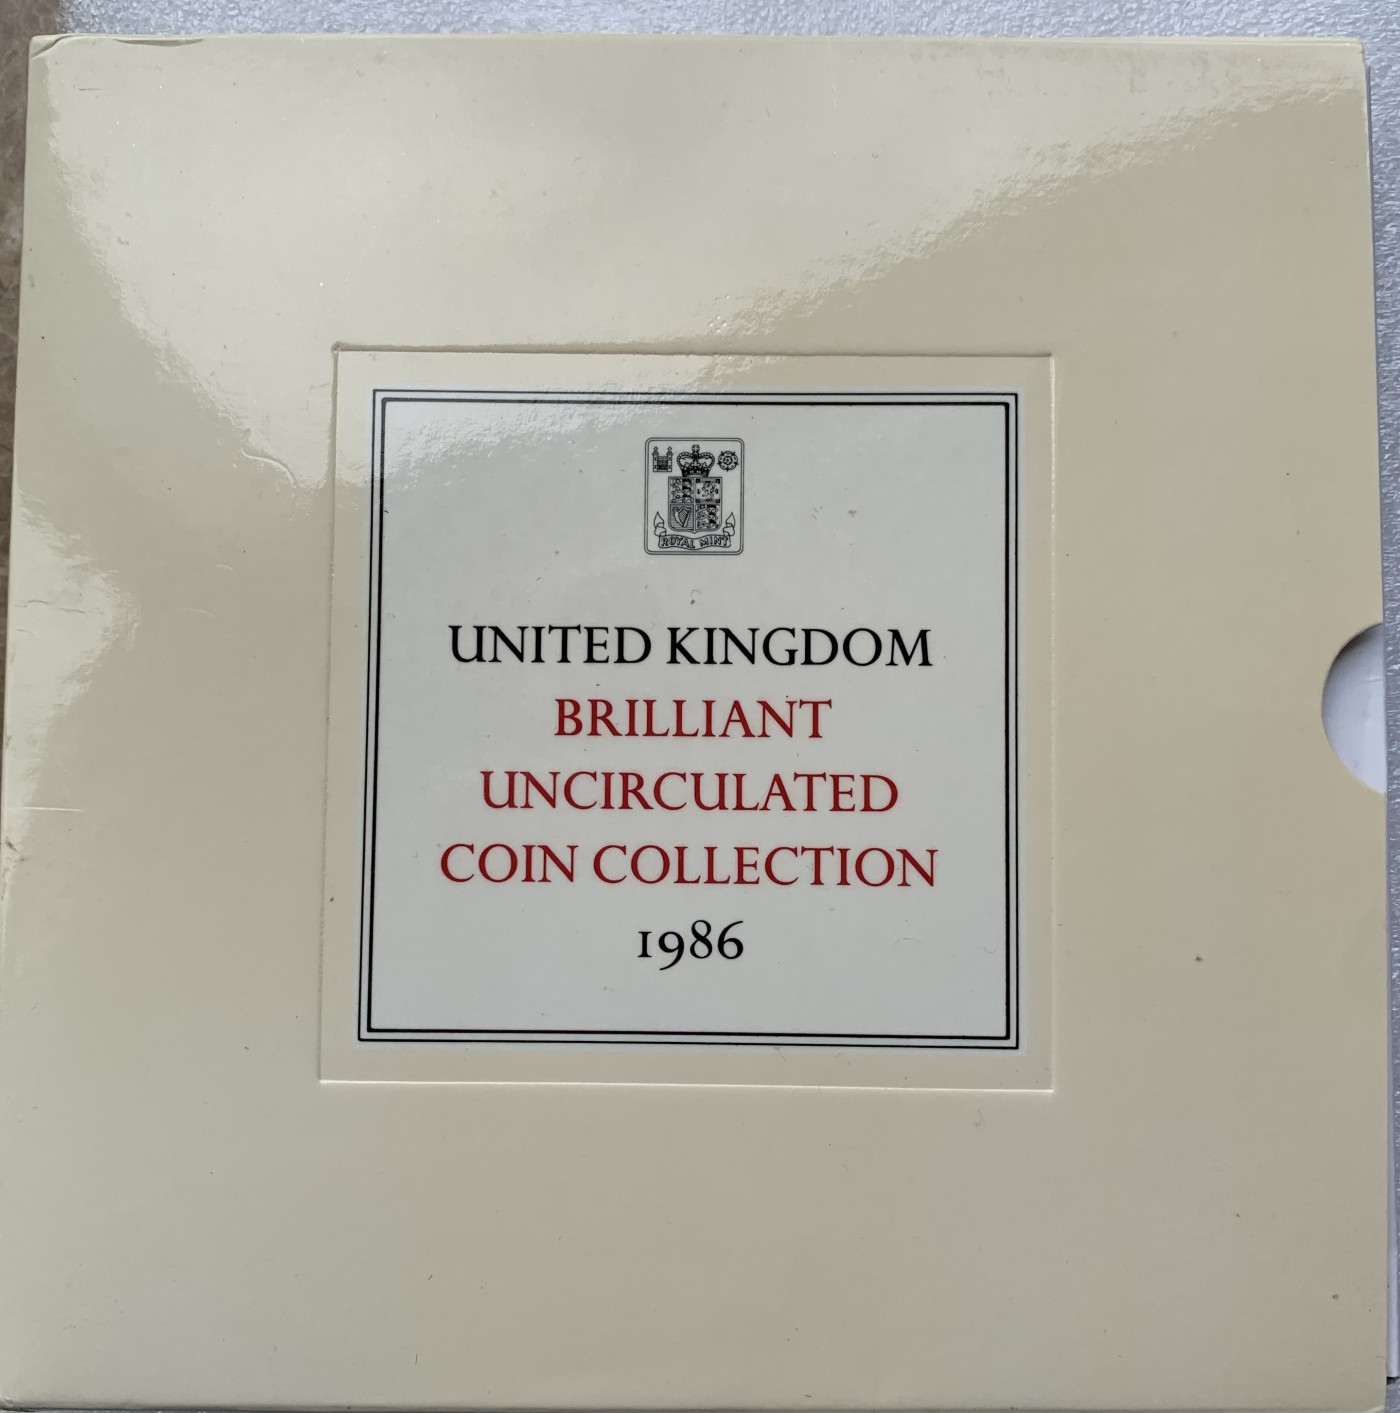 ROYAL MINT
UNITED KINGDOM
BRILLIANT
UNCIRCULATED
COIN COLLECTION
1986